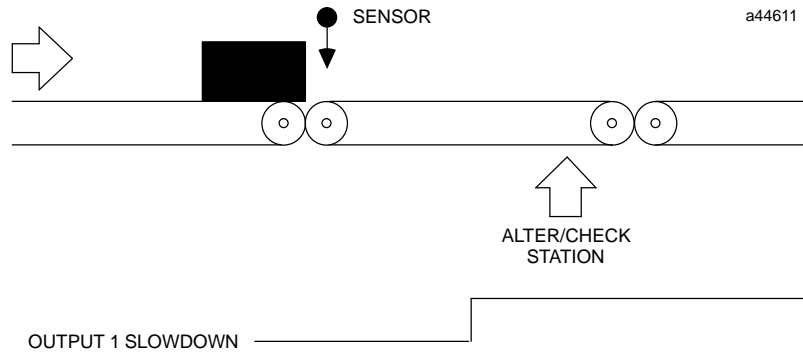 SENSOR
a44611
ALTER/CHECK
STATION
OUTPUT 1 SLOWDOWN